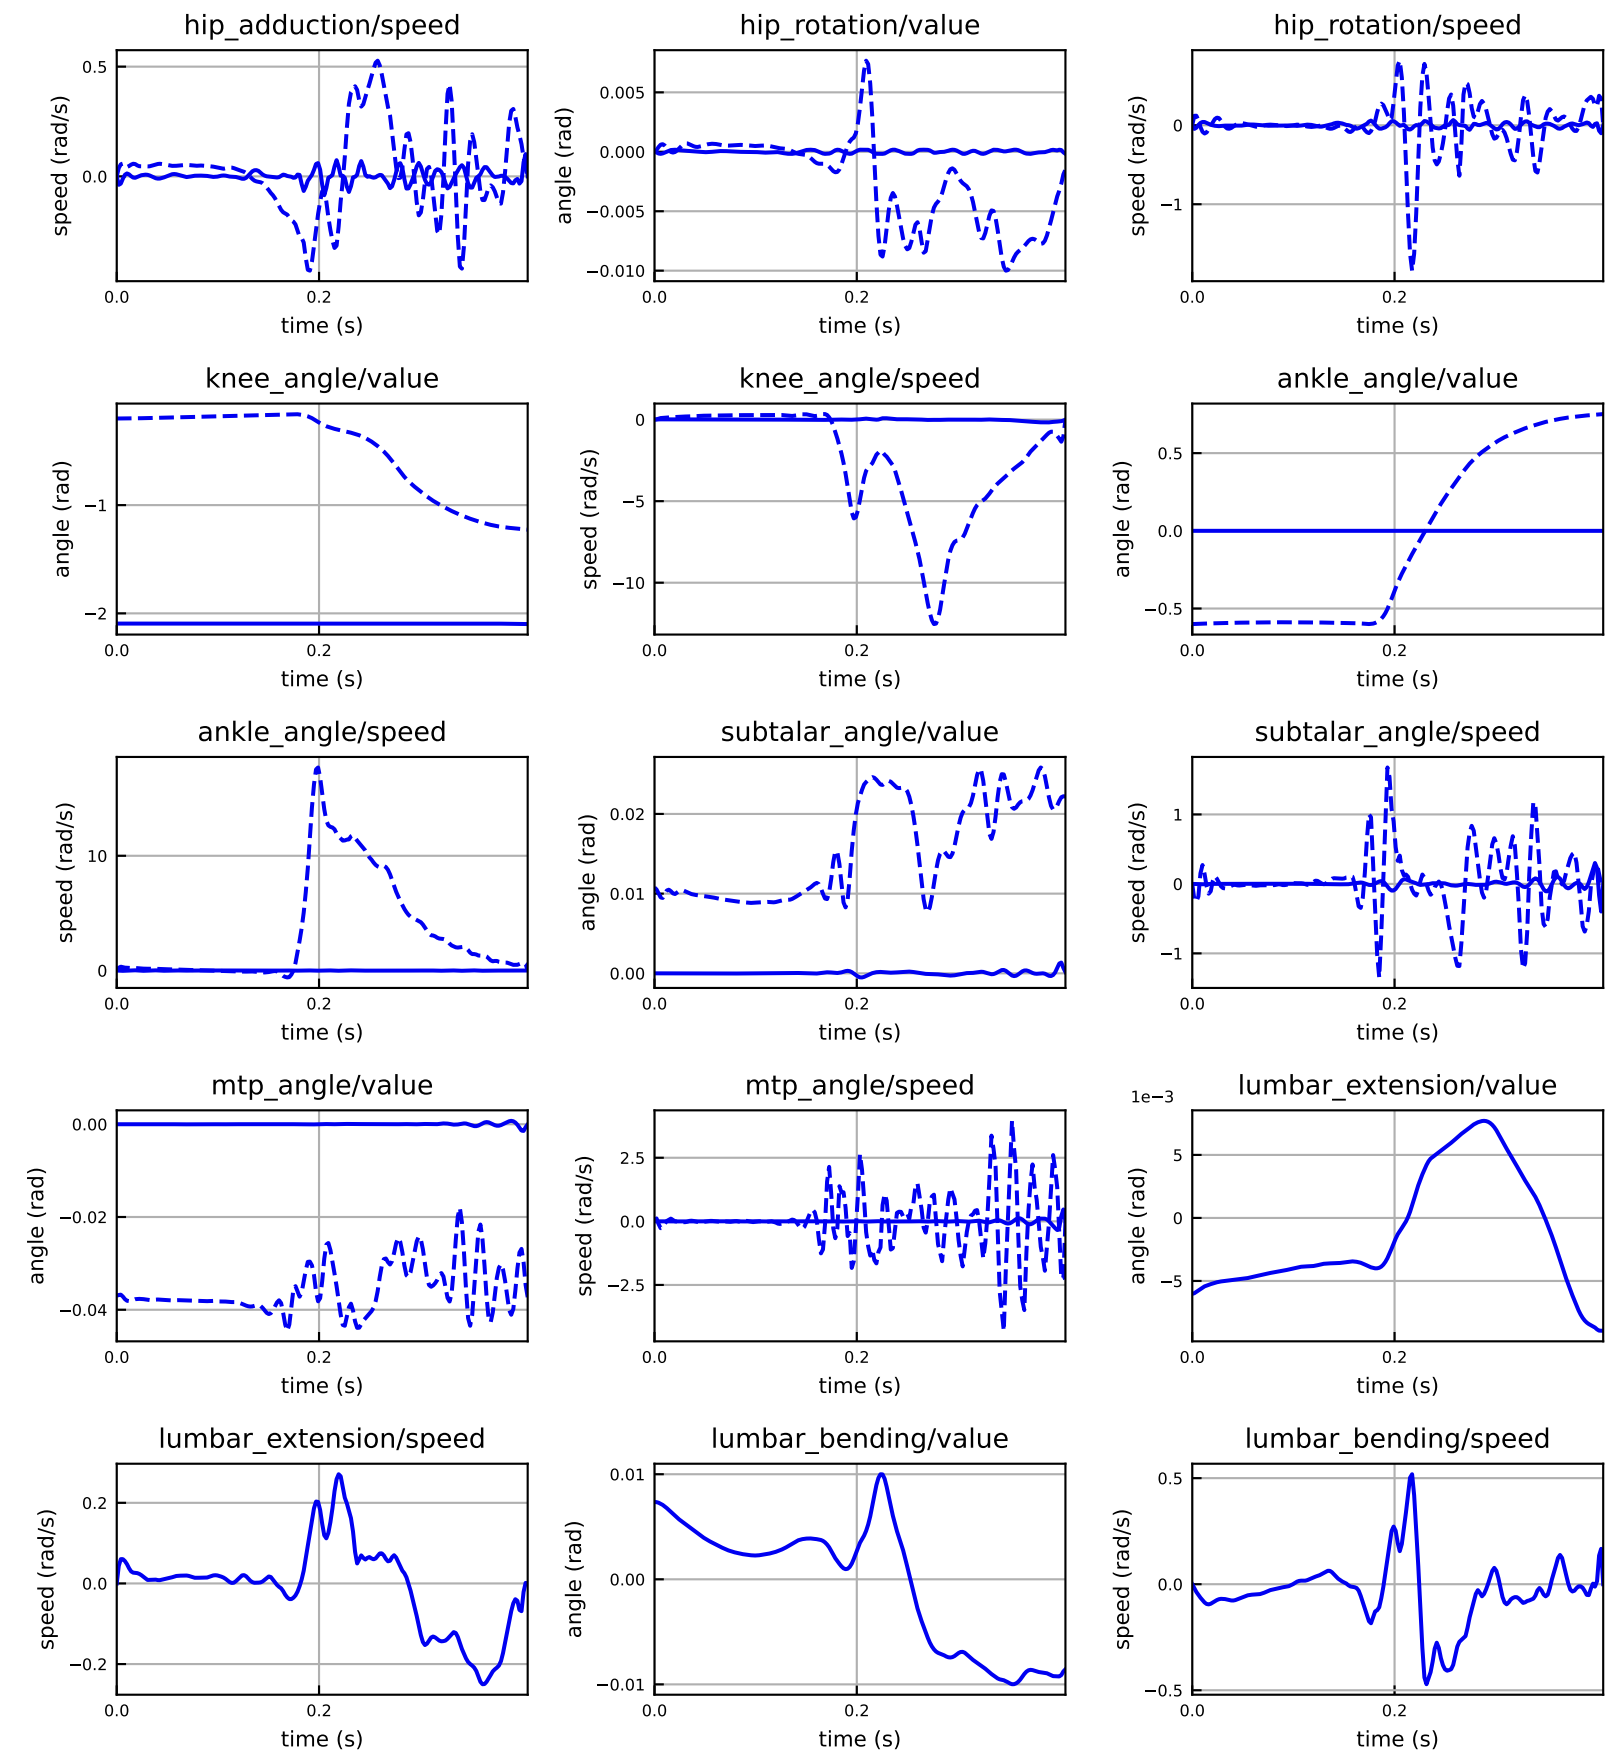 hip_adduction/speed
speed (rad/s)
0.5
0.0
0.0
0.2
time (s)
hip_rotation/value
angle (rad)
0.005
0.000
−0.005
−0.010
0.0
0.2
time (s)
hip_rotation/speed
speed (rad/s)
0
−1
0.0
0.2
time (s)
knee_angle/value
angle (rad)
−1
−2
0.0
0.2
time (s)
knee_angle/speed
speed (rad/s)
0
−5
−10
0.0
0.2
time (s)
ankle_angle/value
angle (rad)
0.5
0.0
−0.5
0.0
0.2
time (s)
ankle_angle/speed
speed (rad/s)
10
0
0.0
0.2
time (s)
subtalar_angle/value
angle (rad)
0.02
0.01
0.00
0.0
0.2
time (s)
subtalar_angle/speed
speed (rad/s)
1
0
−1
0.0
0.2
time (s)
mtp_angle/value
angle (rad)
0.00
−0.02
−0.04
0.0
0.2
time (s)
mtp_angle/speed
speed (rad/s)
2.5
0.0
−2.5
0.0
0.2
time (s)
lumbar_extension/value
1e−3
angle (rad)
5
0
−5
0.0
0.2
time (s)
lumbar_extension/speed
speed (rad/s)
0.2
0.0
−0.2
0.0
0.2
time (s)
lumbar_bending/value
angle (rad)
0.01
0.00
−0.01
0.0
0.2
time (s)
lumbar_bending/speed
speed (rad/s)
0.5
0.0
−0.5
0.0
0.2
time (s)